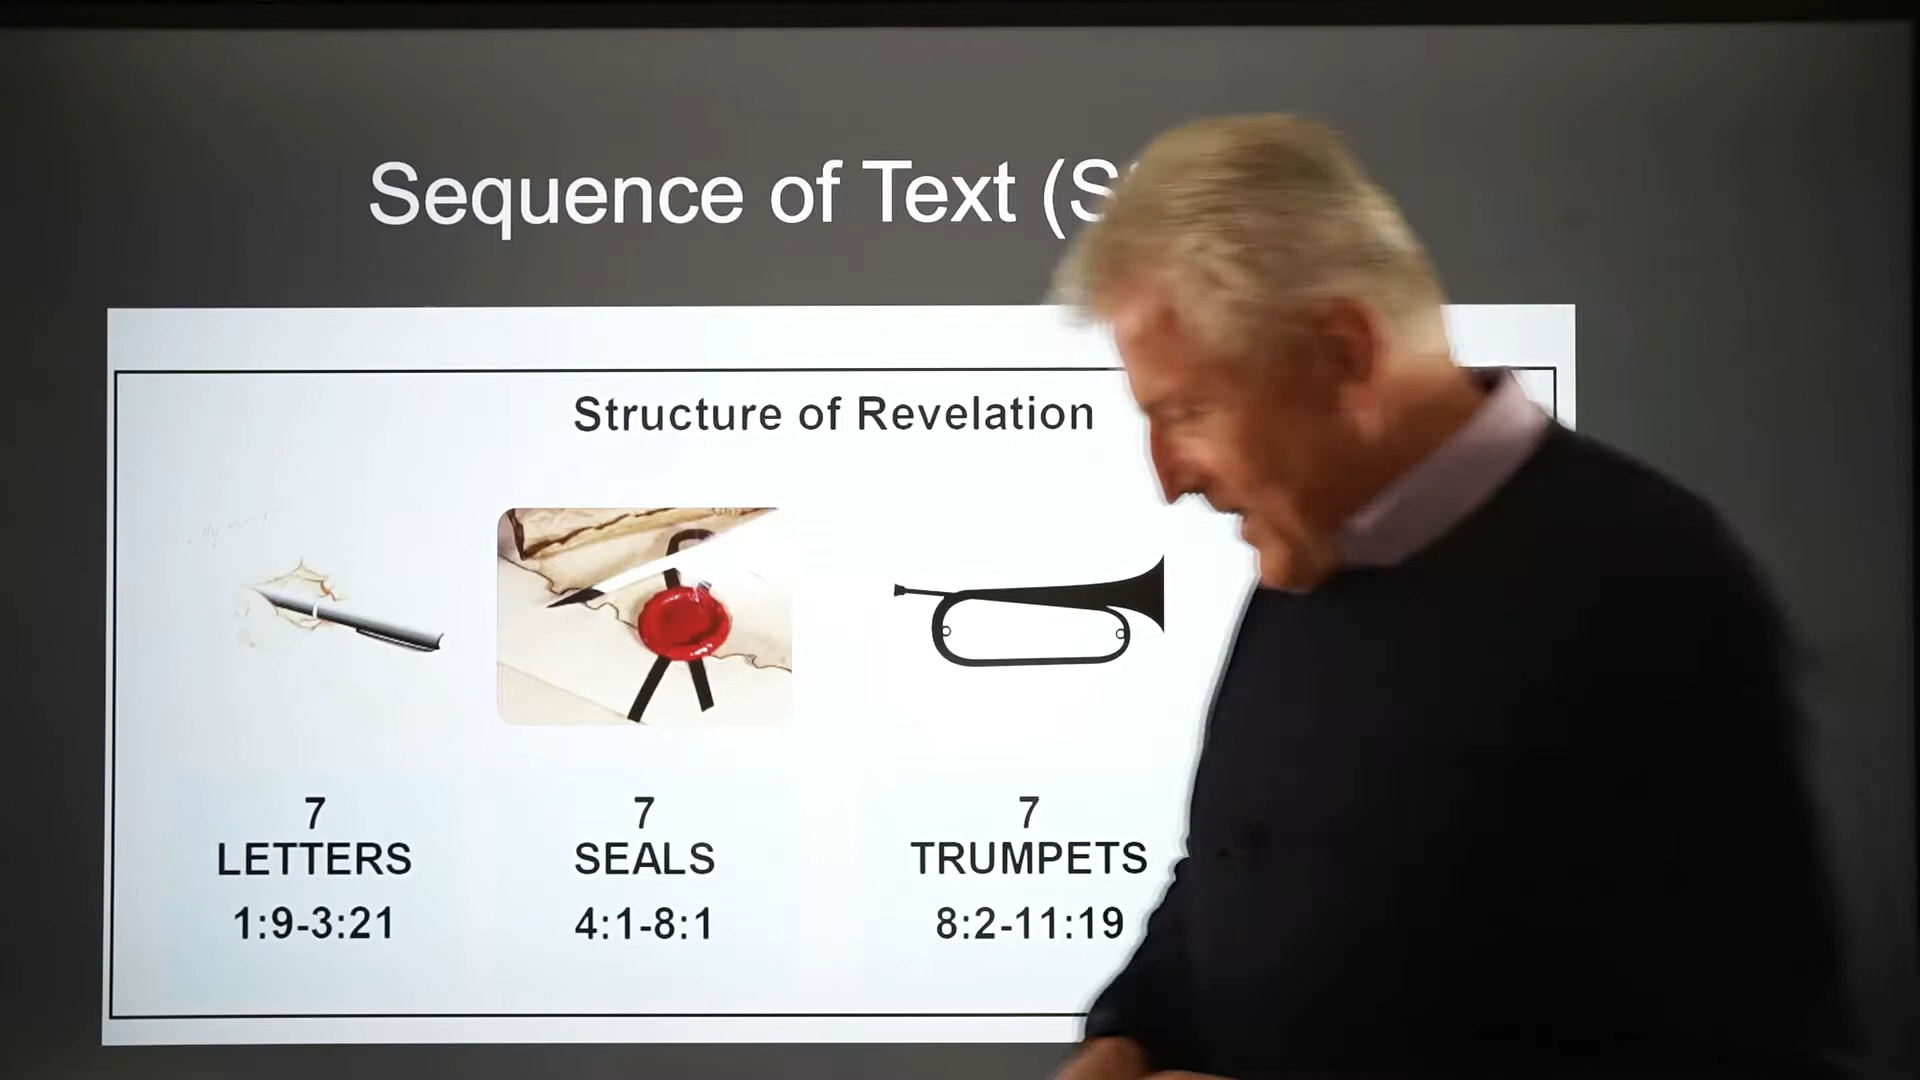 Sequence of Text (S
Structure of Revelation
7
LETTERS
1:9-3:21
7
SEALS
4:1-8:1
7
TRUMPETS
8:2-11:19